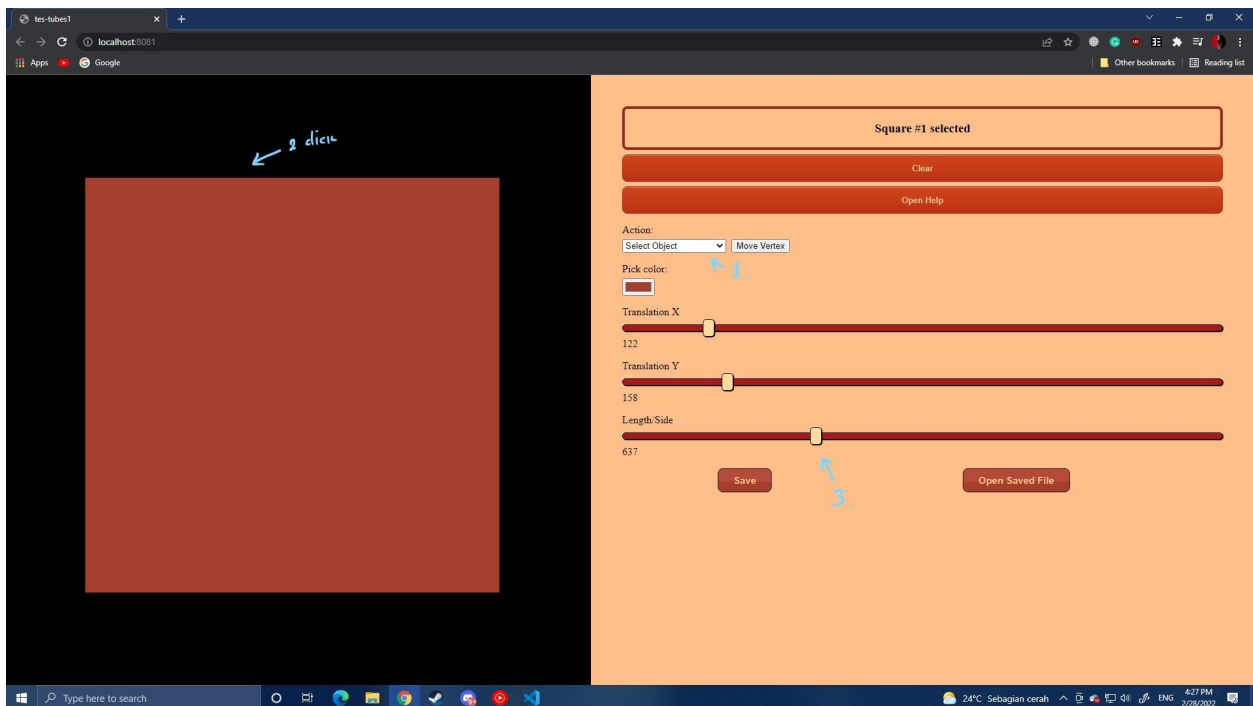 tes-tubes1
localhost:8081
Apps Google Other bookmarks Reading list
Square #1 selected
Clear
Open Help
Action:
Select Object Move Vertex
1.
Pick color:
Translation X
122
Translation Y
158
Length/Side
637
3.
Save Open Saved File
2
Type here to search
24°C Sebagian cerah ENG 4:27 PM
2/28/2022